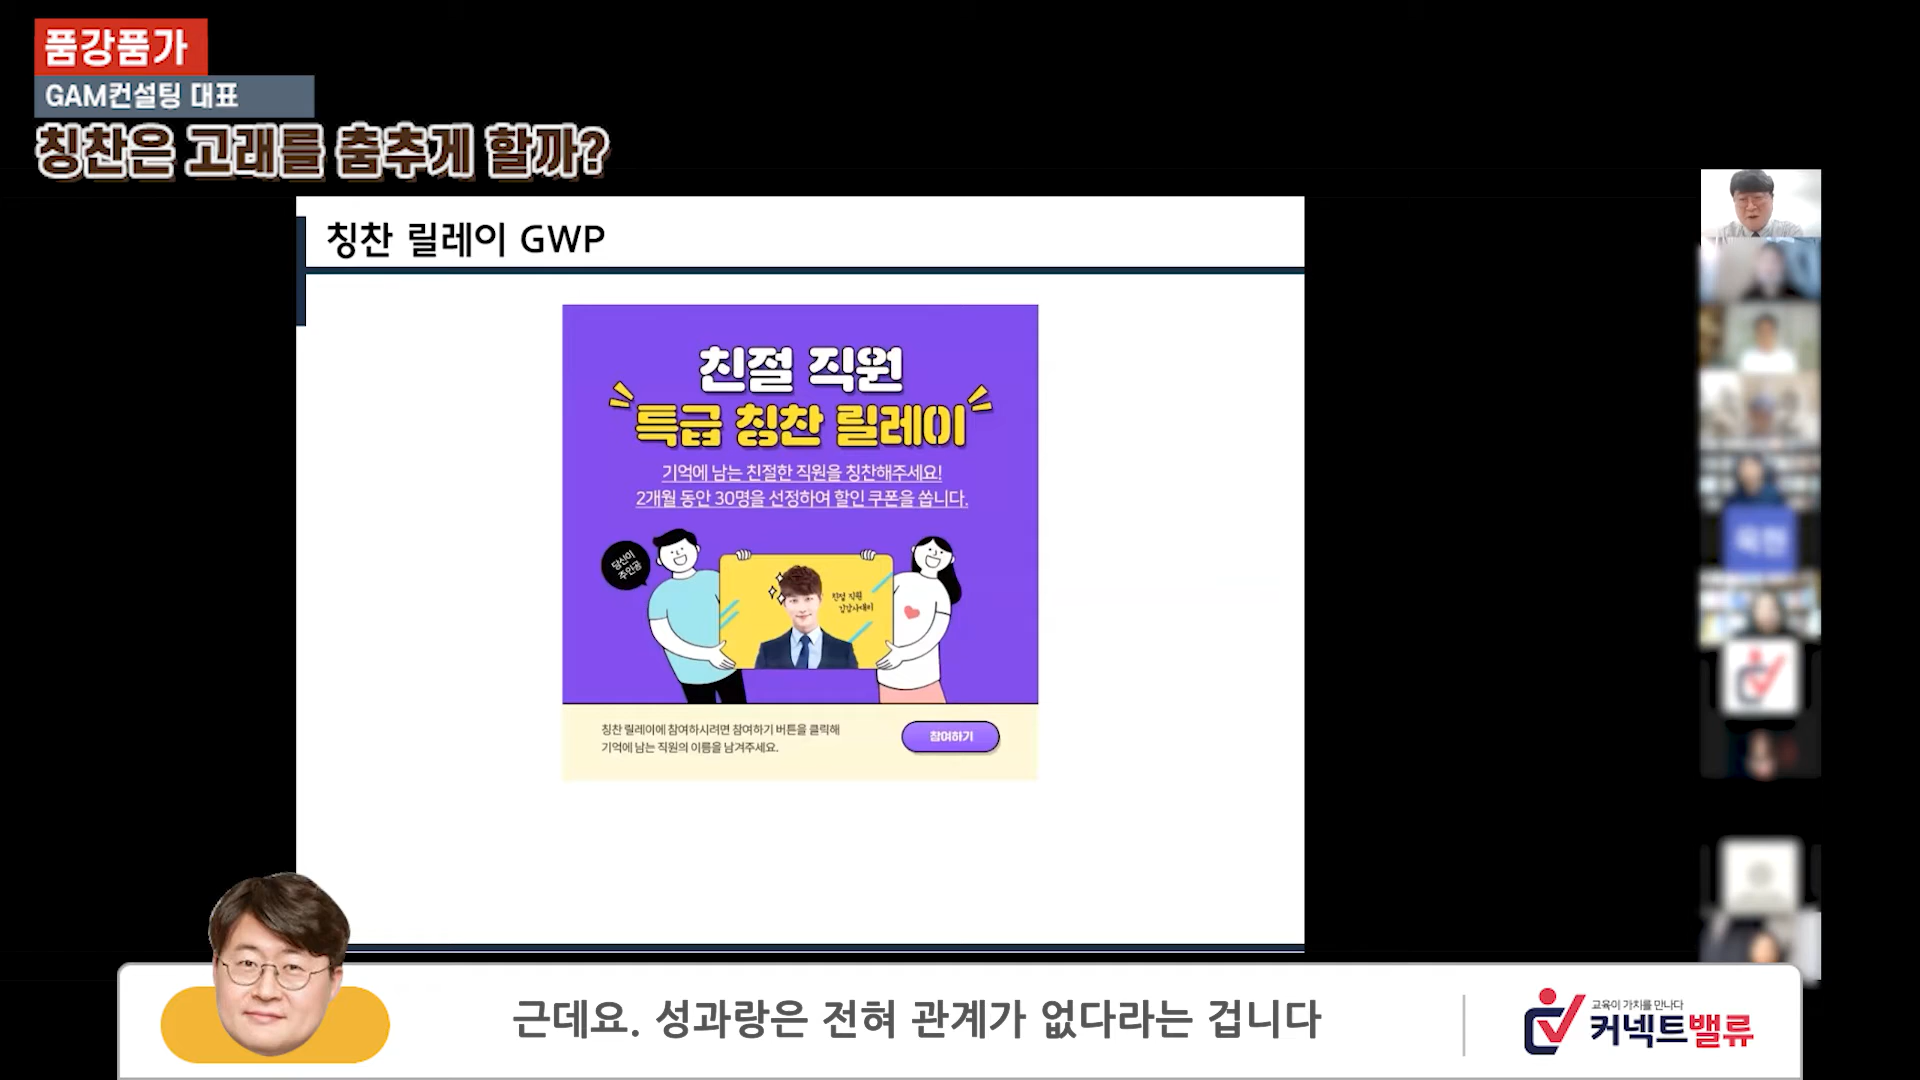 품강품가
GAM컨설팅 대표
칭찬은 고래를 춤추게 할까?
칭찬 릴레이 GWP
친절 직원
특급 칭찬 릴레이
기억에 남는 친절한 직원을 칭찬해주세요!
2개월 동안 30명을 선정하여 할인 쿠폰을 쏩니다.
당신이
주인공
친절 직원
칭찬 릴레이에 참여하시려면 참여하기 버튼을 클릭해
기억에 남는 직원의 이름을 남겨주세요.
참여하기
근데요. 성과랑은 전혀 관계가 없다라는 겁니다
교육이 가치를 만나다
커넥트밸류